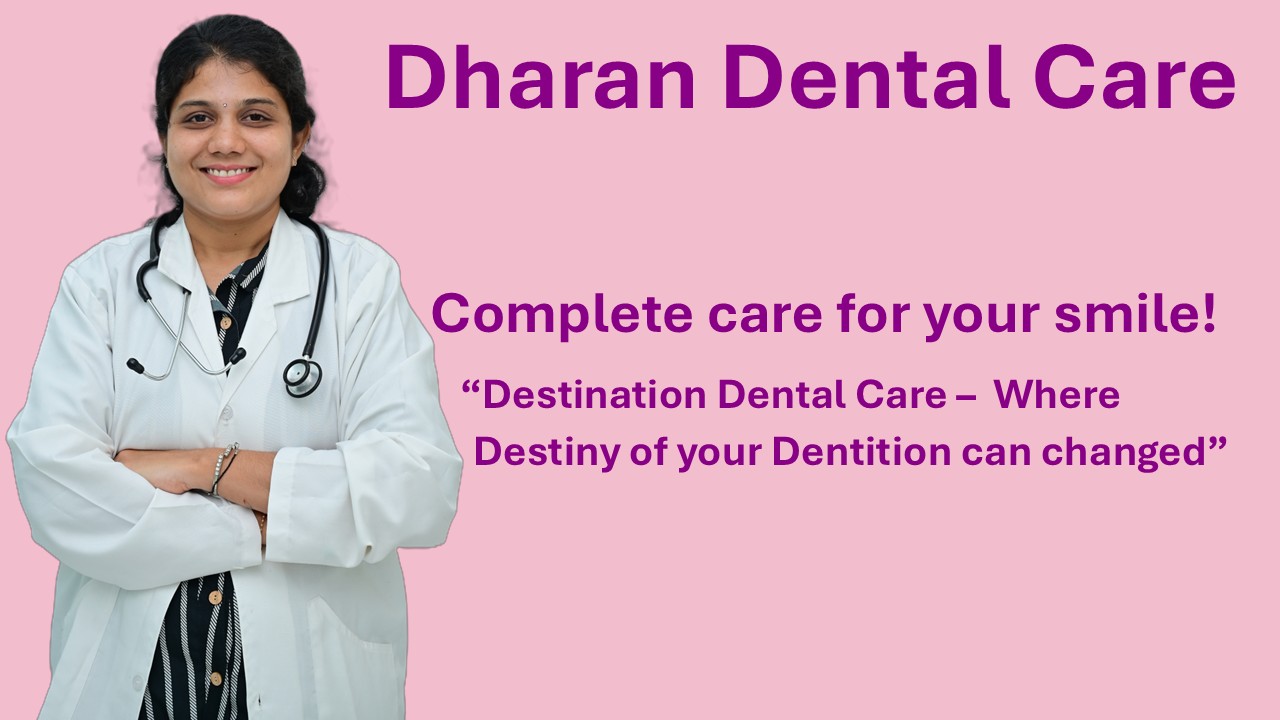 Dharan Dental Care
Complete care for your smile!
“Destination Dental Care –  Where
Destiny of your Dentition can changed”